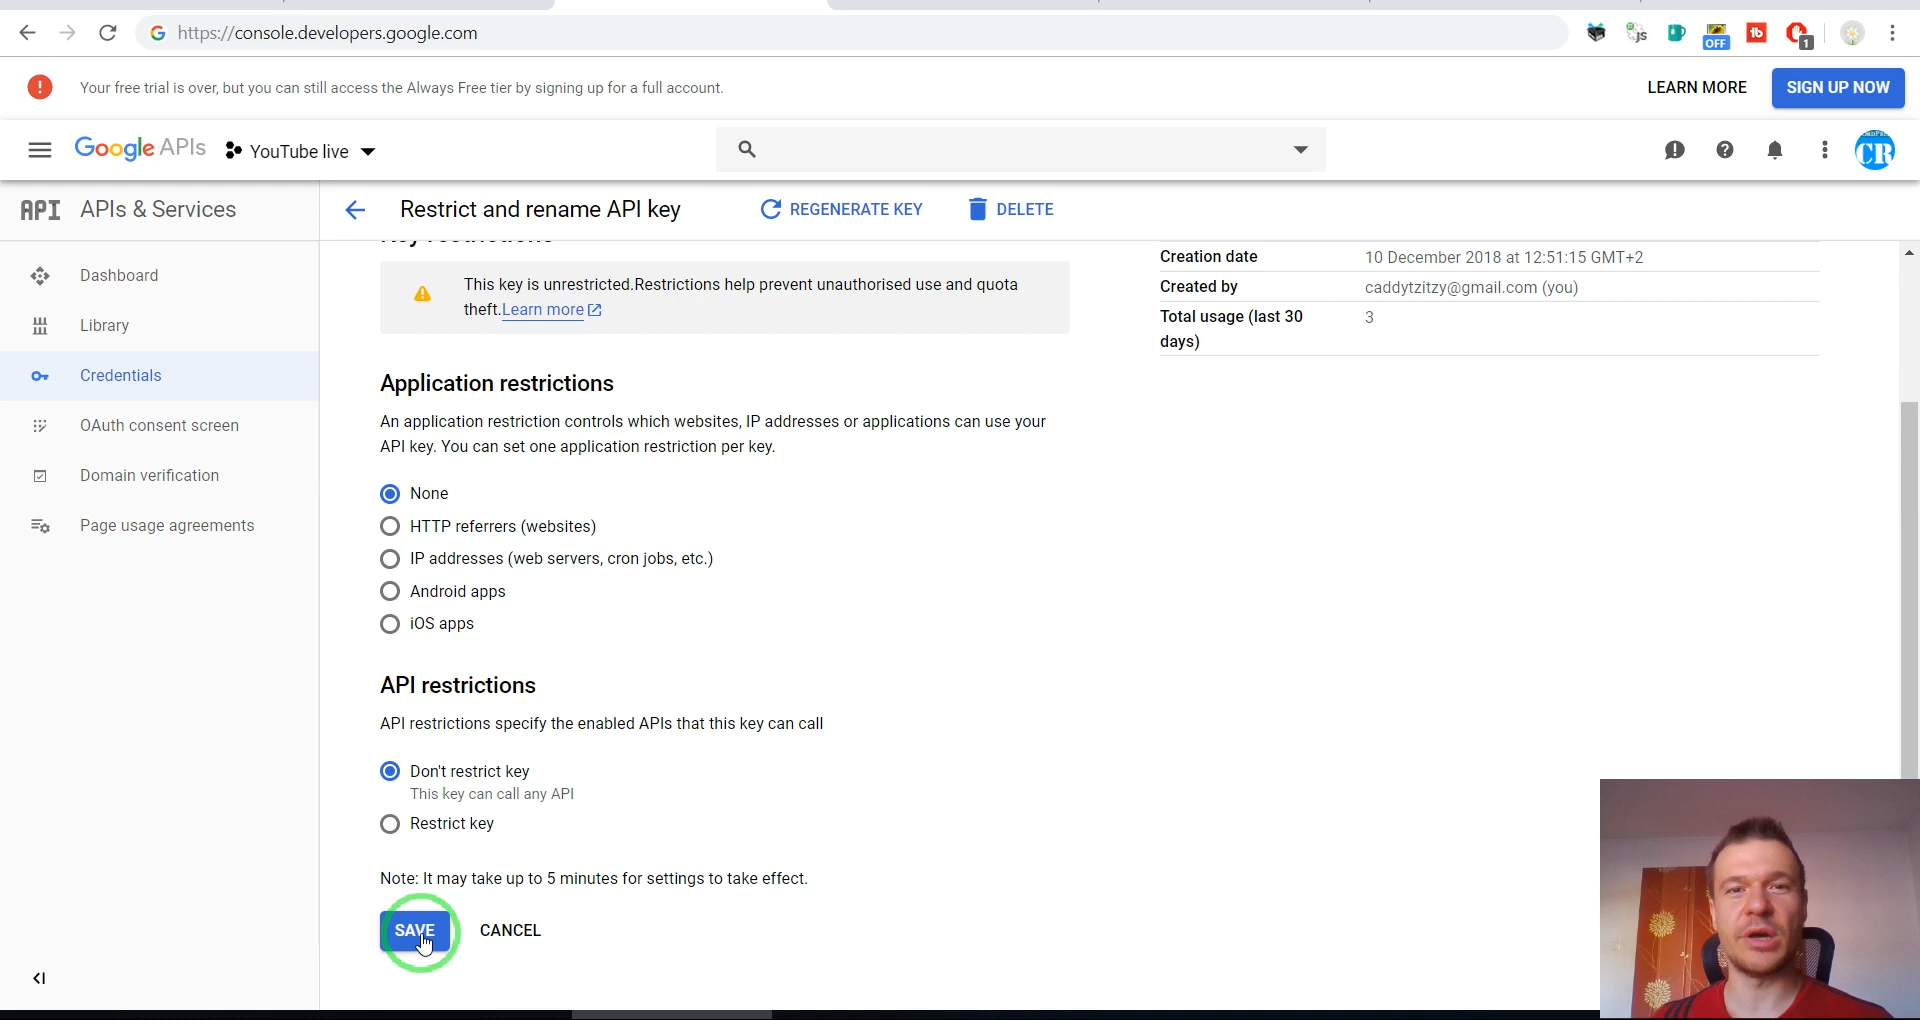 https://console.developers.google.com
OFF
1
Your free trial is over, but you can still access the Always Free tier by signing up for a full account.
LEARN MORE
SIGN UP NOW
Google APIs
YouTube live
CR
API APIs & Services
Restrict and rename API key
REGENERATE KEY
DELETE
Dashboard
Library
Credentials
OAuth consent screen
Domain verification
Page usage agreements
Key restrictions
This key is unrestricted.Restrictions help prevent unauthorised use and quota
theft.Learn more
Creation date 10 December 2018 at 12:51:15 GMT+2
Created by caddytzitzy@gmail.com (you)
Total usage (last 30 3
days)
Application restrictions
An application restriction controls which websites, IP addresses or applications can use your
API key. You can set one application restriction per key.
None
HTTP referrers (websites)
IP addresses (web servers, cron jobs, etc.)
Android apps
iOS apps
API restrictions
API restrictions specify the enabled APIs that this key can call
Don't restrict key
This key can call any API
Restrict key
Note: It may take up to 5 minutes for settings to take effect.
SAVE
CANCEL